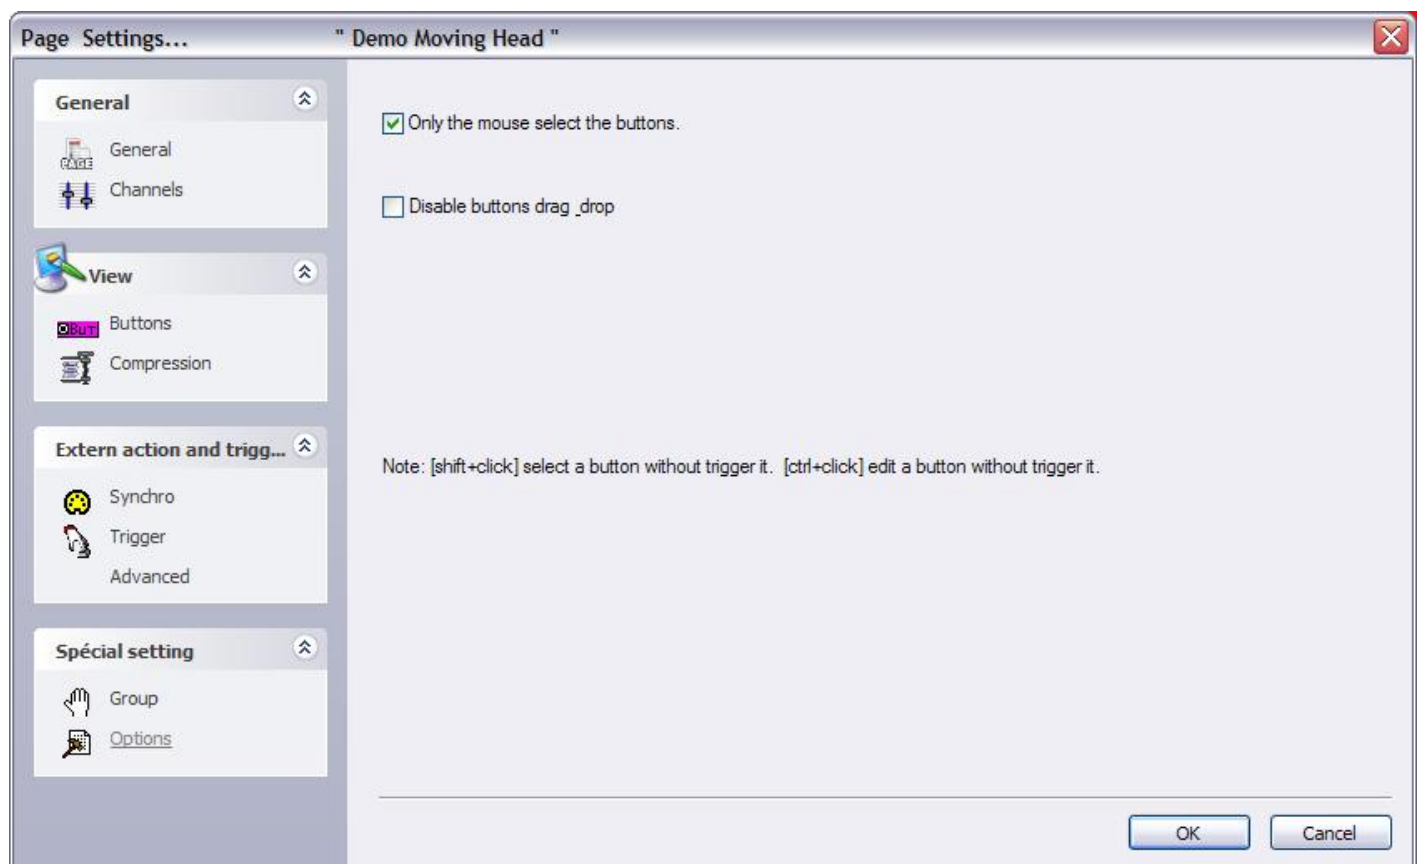 Page Settings... " Demo Moving Head "
General
General
Channels
View
Buttons
Compression
Extern action and trigg...
Synchro
Trigger
Advanced
Spécial setting
Group
Options
Only the mouse select the buttons.
Disable buttons drag _drop
Note: [shift+click] select a button without trigger it. [ctrl+click] edit a button without trigger it.
OK Cancel
PAGE
BUT